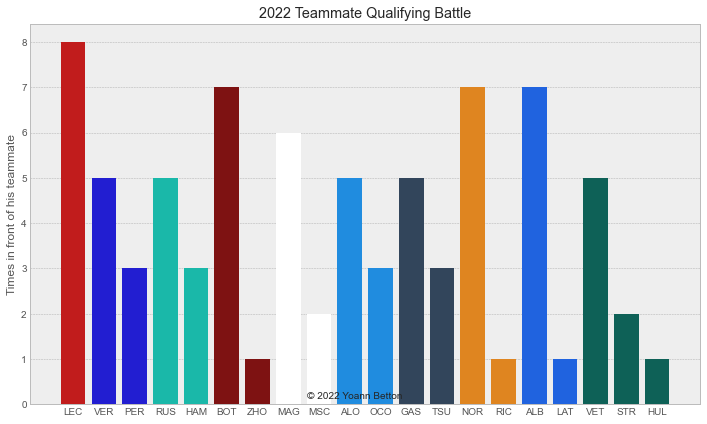 2022 Teammate Qualifying Battle
Times in front of his teammate
8
7
6
5
4
3
2
1
0
LEC VER PER RUS HAM BOT ZHO MAG MSC ALO OCO GAS TSU NOR RIC ALB LAT VET STR HUL
© 2022 Yoann Betton